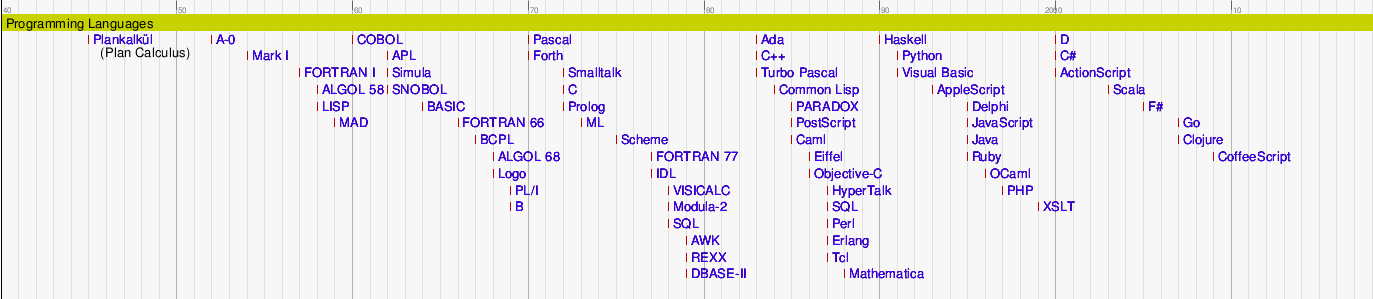 40 50 60 70 80 90 2000 10
Programming Languages
Plankalkül A-0 COBOL Pascal Ada Haskell D
(Plan Calculus) Mark I APL Forth C++ Python C#
FORTRAN I Simula Smalltalk Turbo Pascal Visual Basic ActionScript
ALGOL 58 SNOBOL C Common Lisp AppleScript Scala
LISP BASIC Prolog PARADOX Delphi F#
MAD FORTRAN 66 ML PostScript JavaScript Go
BCPL Scheme Caml Java Clojure
ALGOL 68 FORTRAN 77 Eiffel Ruby CoffeeScript
Logo IDL Objective-C OCaml
PL/I VISICALC HyperTalk PHP
B Modula-2 SQL XSLT
SQL Perl
AWK Erlang
REXX Tcl
DBASE-II Mathematica